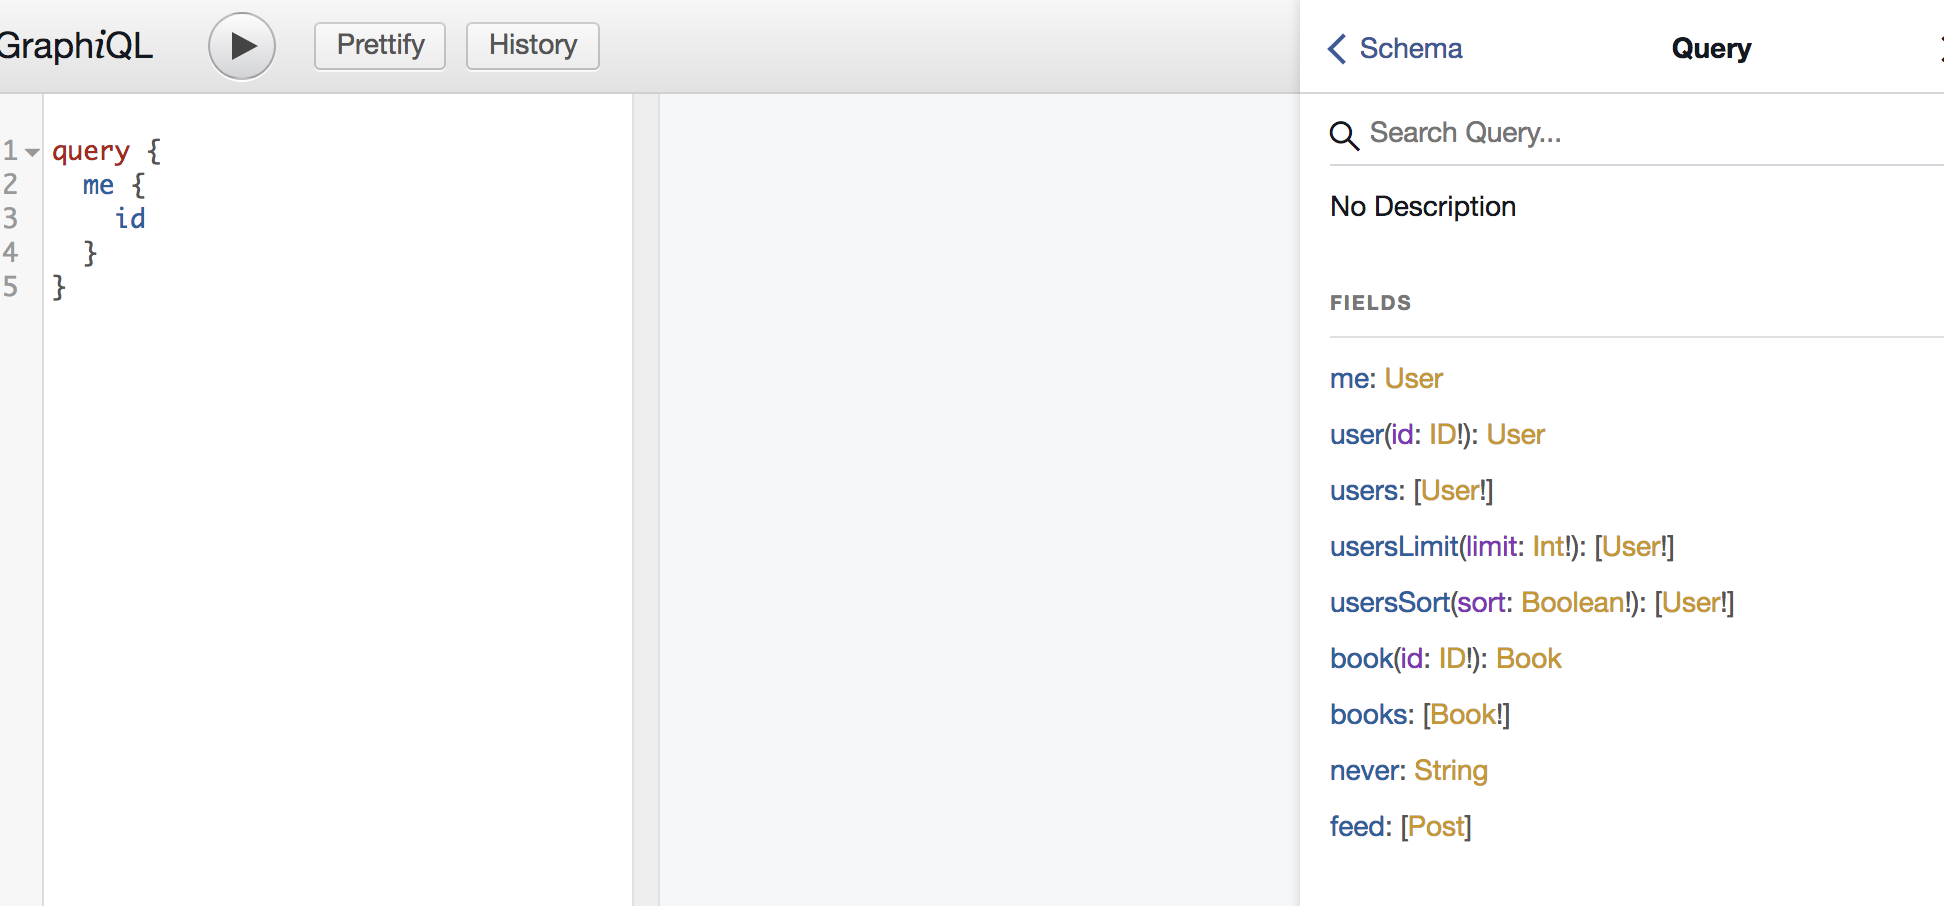 GraphiQL
Prettify
History
1 query {
2 me {
3 id
4 }
5 }
Schema
Query
Search Query...
No Description
FIELDS
me: User
user(id: ID!): User
users: [User!]
usersLimit(limit: Int!): [User!]
usersSort(sort: Boolean!): [User!]
book(id: ID!): Book
books: [Book!]
never: String
feed: [Post]